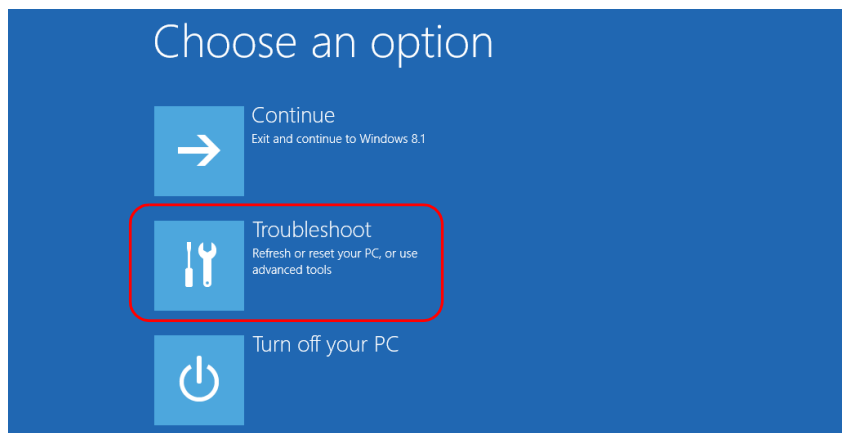 Choose an option
Continue
Exit and continue to Windows 8.1
Troubleshoot
Refresh or reset your PC, or use
advanced tools
Turn off your PC